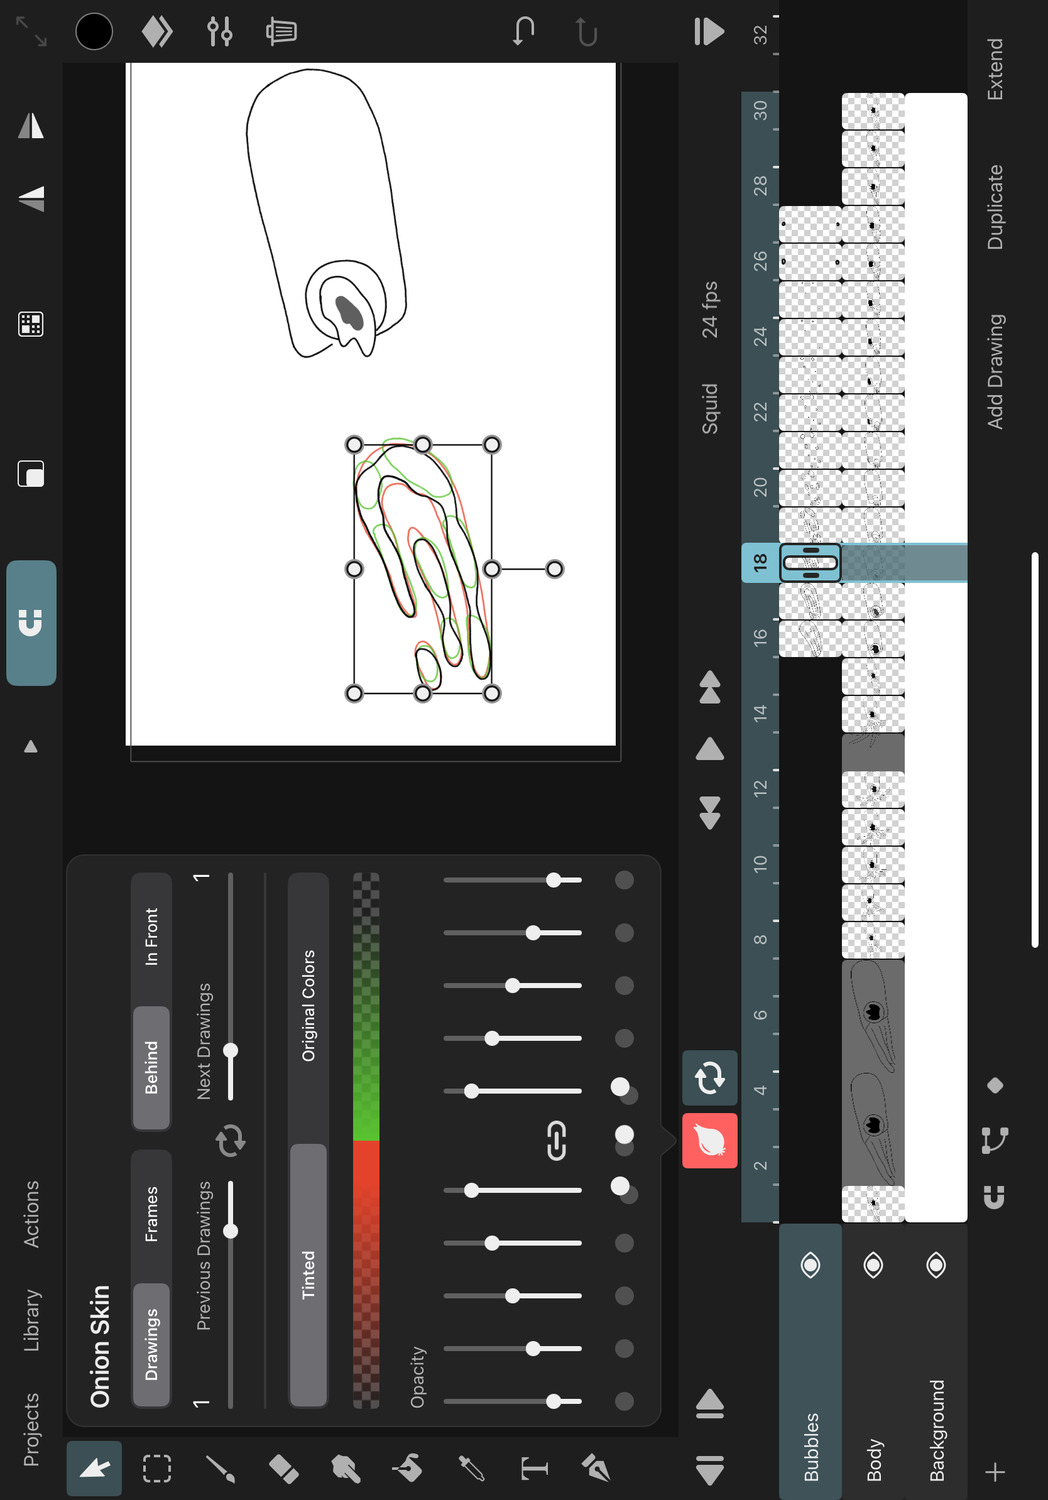 Projects Library Actions
Onion Skin
Drawings Frames Behind In Front
1 Previous Drawings Next Drawings 1
Tinted Original Colors
Opacity
T
Squid 24 fps
2 4 6 8 10 12 14 16 18 20 22 24 26 28 30 32
Bubbles
Body
Background
Add Drawing Duplicate Extend